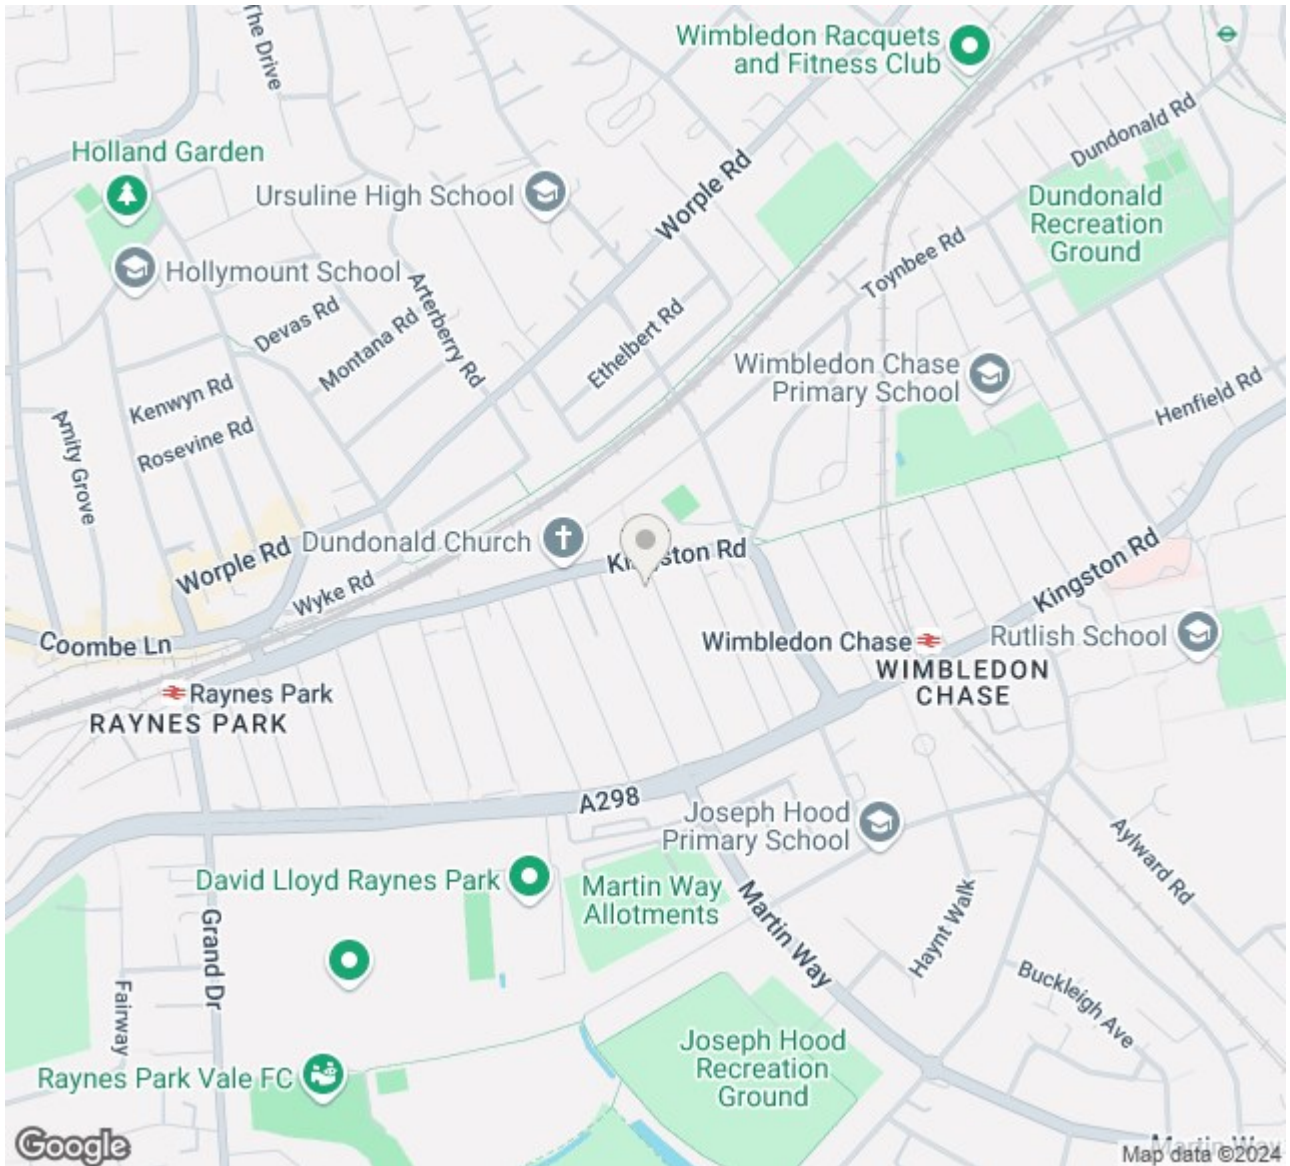 The Drive
Wimbledon Racquets
and Fitness Club
Dundonald Rd
Holland Garden
Ursuline High School
Worple Rd
Dundonald
Recreation
Ground
Toynbee Rd
Hollymount School
Arterberry Rd
Devas Rd
Montana Rd
Ethelbert Rd
Wimbledon Chase
Primary School
Henfield Rd
Kenwyn Rd
Amity Grove
Rosevine Rd
Worple Rd
Dundonald Church
Kingston Rd
Kingston Rd
Wyke Rd
Coombe Ln
Wimbledon Chase
Rutlish School
WIMBLEDON
CHASE
Raynes Park
RAYNES PARK
A298
Joseph Hood
Primary School
Aylward Rd
David Lloyd Raynes Park
Martin Way
Allotments
Martin Way
Haynt Walk
Grand Dr
Fairway
Buckleigh Ave
Joseph Hood
Recreation
Ground
Raynes Park Vale FC
Google
Martin Way
Map data ©2024